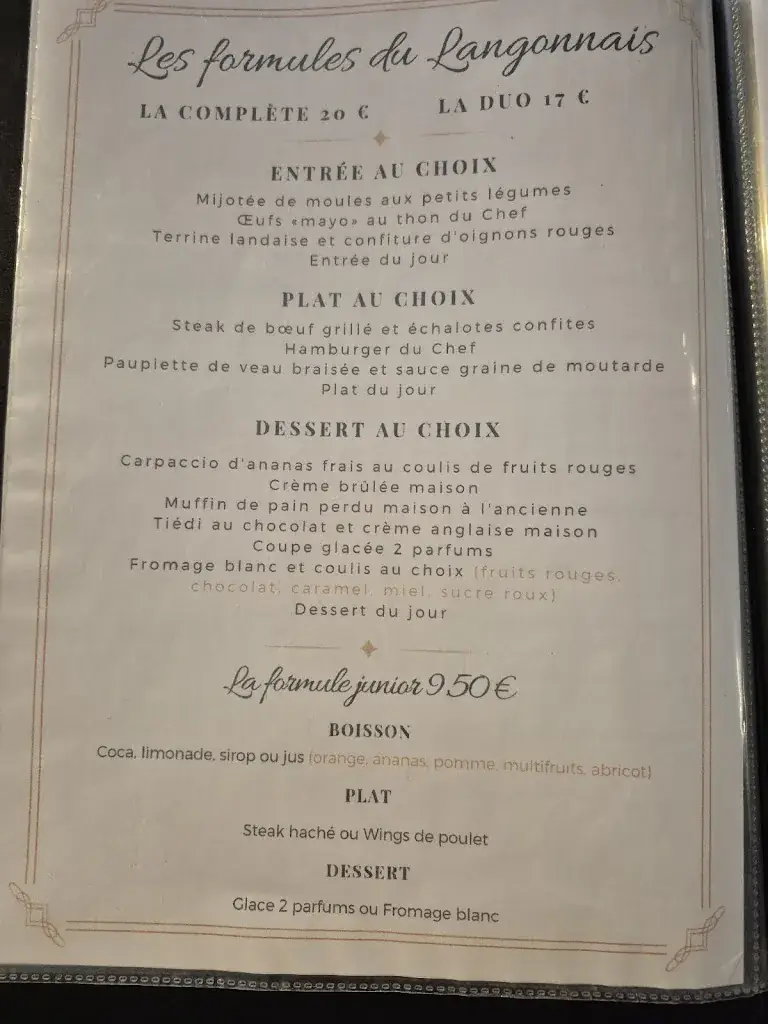 Les formules du Langonnais
LA COMPLÈTE 20 €
LA DUO 17 €
ENTRÉE AU CHOIX
Mijotée de moules aux petits légumes
Œufs «mayo» au thon du Chef
Terrine landaise et confiture d'oignons rouges
Entrée du jour
PLAT AU CHOIX
Steak de bœuf grillé et échalotes confites
Hamburger du Chef
Paupiette de veau braisée et sauce graine de moutarde
Plat du jour
DESSERT AU CHOIX
Carpaccio d'ananas frais au coulis de fruits rouges
Crème brûlée maison
Muffin de pain perdu maison à l'ancienne
Tiédi au chocolat et crème anglaise maison
Coupe glacée 2 parfums
Fromage blanc et coulis au choix (fruits rouges,
chocolat, caramel, miel, sucre roux)
Dessert du jour
La formule junior 9.50 €
BOISSON
Coca, limonade, sirop ou jus (orange, ananas, pomme, multifruits, abricot)
PLAT
Steak haché ou Wings de poulet
DESSERT
Glace 2 parfums ou Fromage blanc